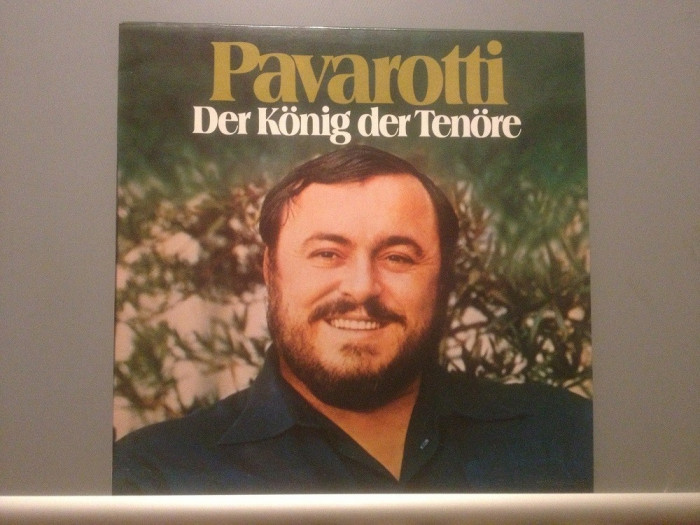 Pavarotti
Der König der Tenöre